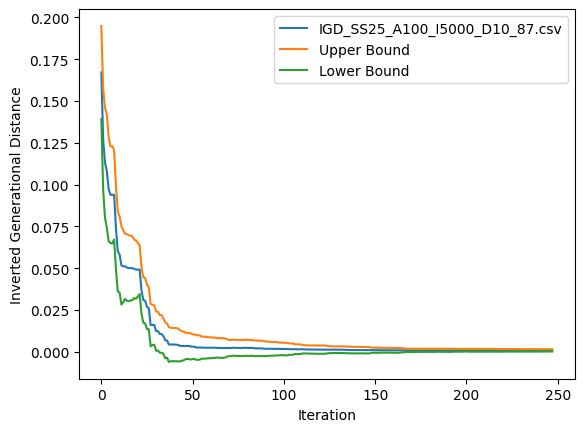 0.200
0.175
0.150
0.125
0.100
0.075
0.050
0.025
0.000
Inverted Generational Distance
IGD_SS25_A100_I5000_D10_87.csv
Upper Bound
Lower Bound
0 50 100 150 200 250
Iteration